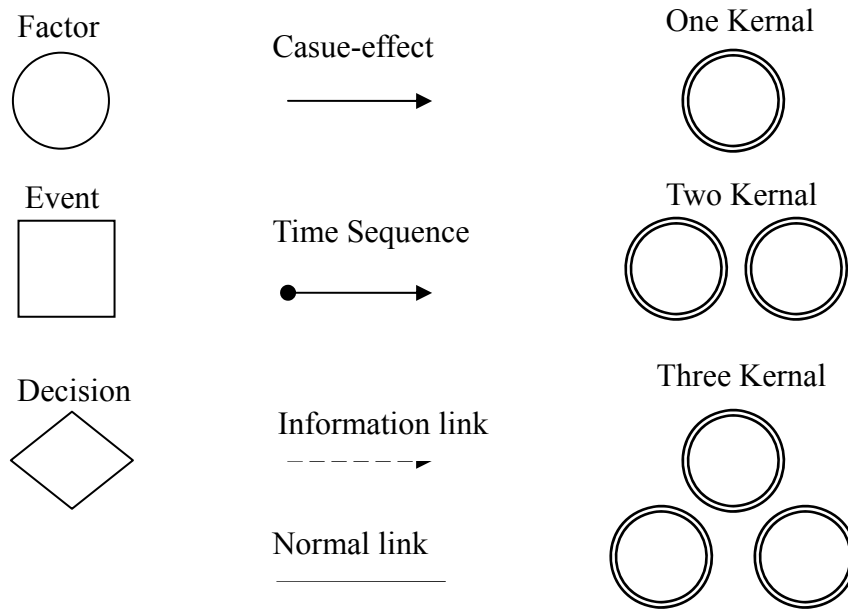 Factor
Casue-effect
One Kernal
Event
Time Sequence
Two Kernal
Decision
Information link
Three Kernal
Normal link